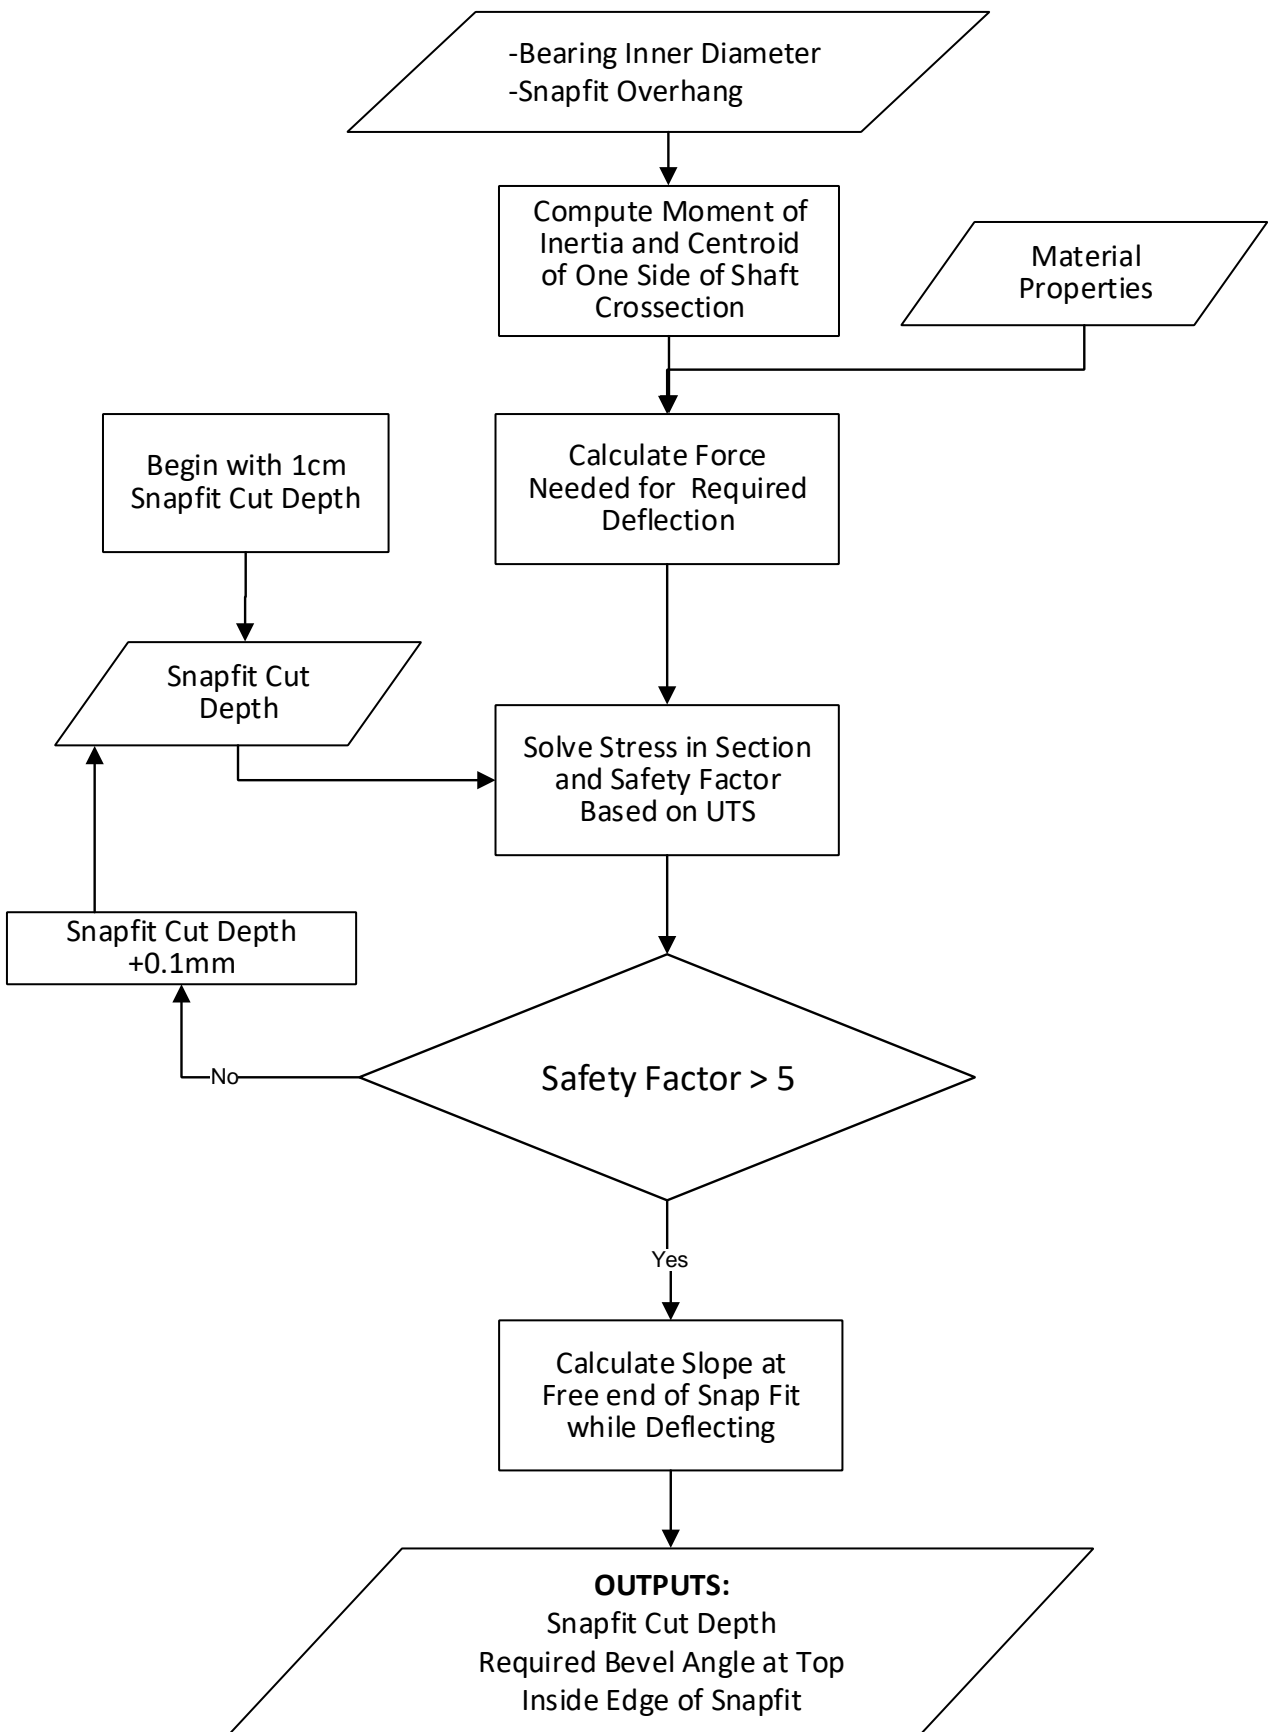 -Bearing Inner Diameter
-Snapfit Overhang
Compute Moment of
Inertia and Centroid
of One Side of Shaft
Crossection
Material
Properties
Begin with 1cm
Snapfit Cut Depth
Calculate Force
Needed for Required
Deflection
Snapfit Cut
Depth
Solve Stress in Section
and Safety Factor
Based on UTS
Snapfit Cut Depth
+0.1mm
Safety Factor > 5
No
Yes
Calculate Slope at
Free end of Snap Fit
while Deflecting
OUTPUTS:
Snapfit Cut Depth
Required Bevel Angle at Top
Inside Edge of Snapfit